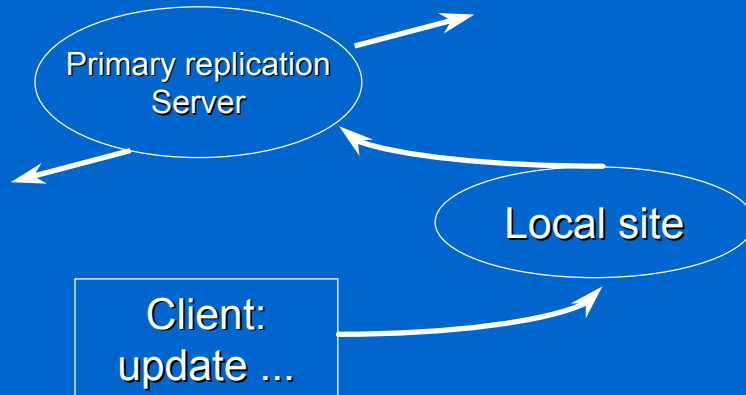 Primary replication
Server
Local site
Client:
update ...